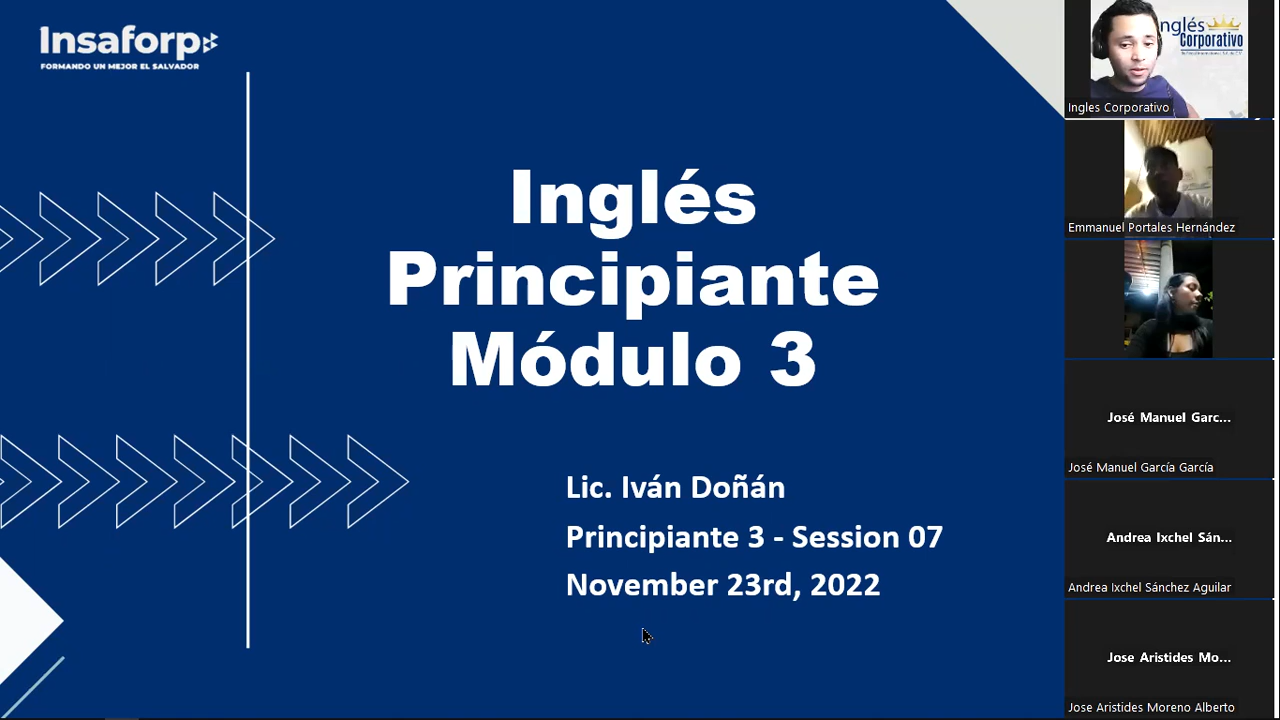 Insaforp
FORMANDO UN MEJOR EL SALVADOR
Inglés
Principiante
Módulo 3
Lic. Iván Doñán
Principiante 3 - Session 07
November 23rd, 2022
Inglés
Corporativo
Ingles Corporativo
Emmanuel Portales Hernández
José Manuel Garc...
José Manuel García García
Andrea Ixchel Sán...
Andrea Ixchel Sánchez Aguilar
Jose Aristides Mo...
Jose Aristides Moreno Alberto